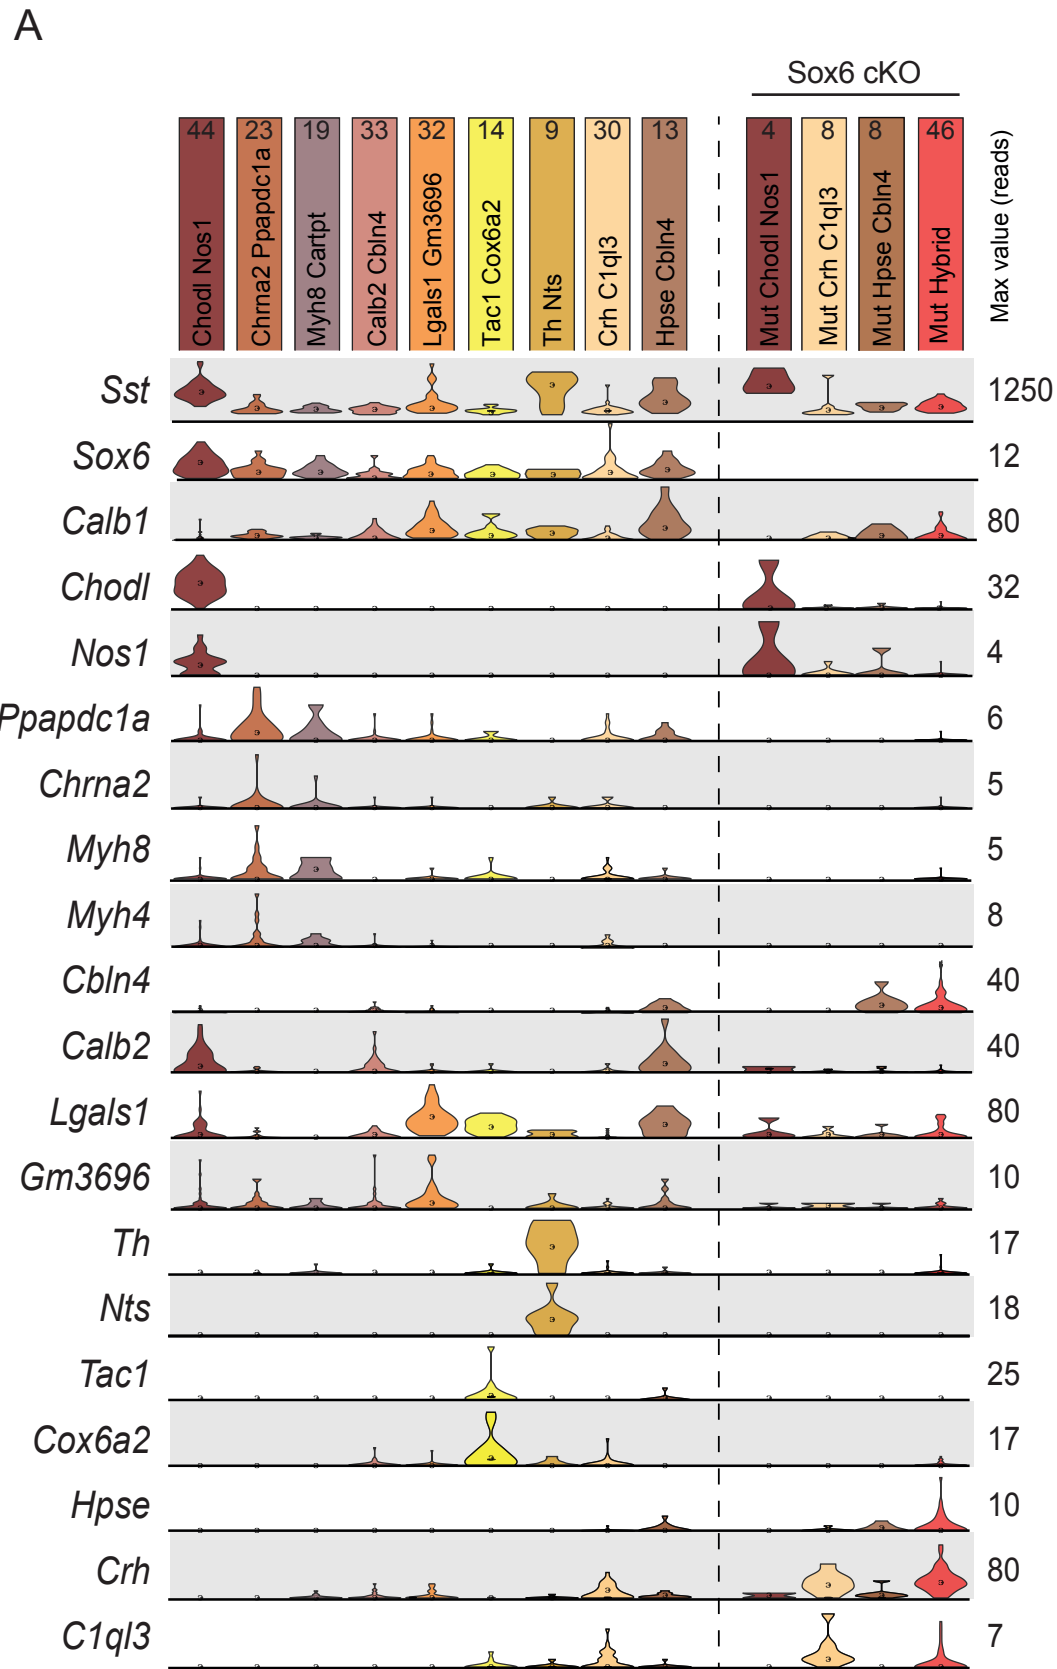 A
Sox6 cKO
44 23 19 33 32 14 9 30 13 4 8 8 46
Chodl Nos1
Chrna2 Ppapdc1a
Myh8 Cartpt
Calb2 Cbln4
Lgals1 Gm3696
Tac1 Cox6a2
Th Nts
Crh C1ql3
Hpse Cbln4
Mut Chodl Nos1
Mut Crh C1ql3
Mut Hpse Cbln4
Mut Hybrid
Max value (reads)
Sst 1250
Sox6 12
Calb1 80
Chodl 32
Nos1 4
Ppapdc1a 6
Chrna2 5
Myh8 5
Myh4 8
Cbln4 40
Calb2 40
Lgals1 80
Gm3696 10
Th 17
Nts 18
Tac1 25
Cox6a2 17
Hpse 10
Crh 80
C1ql3 7